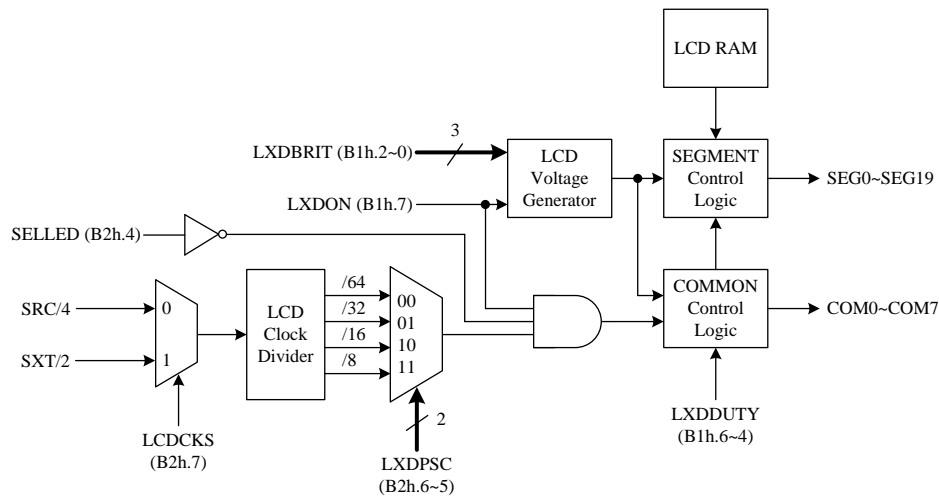 LCD RAM
3
LXDBRIT (B1h.2~0)
LCD
Voltage
Generator
SEGMENT
Control
Logic
SEG0~SEG19
LXDON (B1h.7)
SELLED (B2h.4)
/64
/32
/16
/8
SRC/4
SXT/2
0
1
LCD
Clock
Divider
00
01
10
11
COMMON
Control
Logic
COM0~COM7
2
LCDCKS
(B2h.7)
LXDPSC
(B2h.6~5)
LXDDUTY
(B1h.6~4)